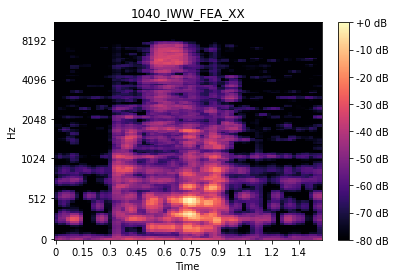 1040_IWW_FEA_XX
8192
4096
2048
1024
512
0
Hz
0 0.15 0.3 0.45 0.6 0.75 0.9 1.1 1.2 1.4
Time
+0 dB
-10 dB
-20 dB
-30 dB
-40 dB
-50 dB
-60 dB
-70 dB
-80 dB